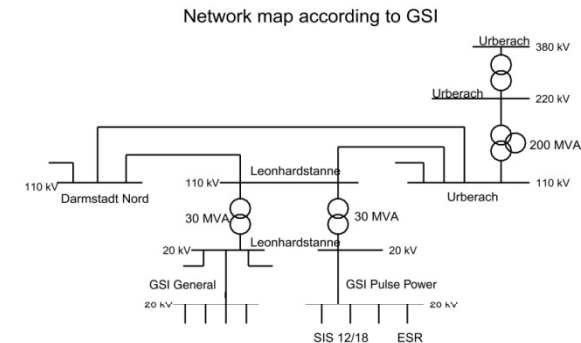 Network map according to GSI
Urberach 380 kV
Urberach 220 kV
200 MVA
Leonhardstanne
110 kV 110 kV 110 kV
Darmstadt Nord Urberach
30 MVA 30 MVA
Leonhardstanne
20 kV 20 kV
GSI General GSI Pulse Power
20 kV 20 kV
SIS 12/18 ESR